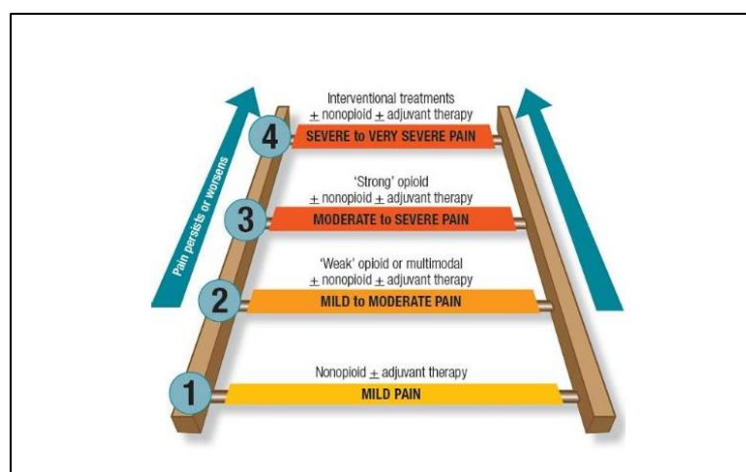 Interventional treatments
± nonopioid ± adjuvant therapy
4
SEVERE to VERY SEVERE PAIN
'Strong' opioid
± nonopioid ± adjuvant therapy
3
MODERATE to SEVERE PAIN
'Weak' opioid or multimodal
± nonopioid ± adjuvant therapy
2
MILD to MODERATE PAIN
Nonopioid ± adjuvant therapy
1
MILD PAIN
Pain persists or worsens